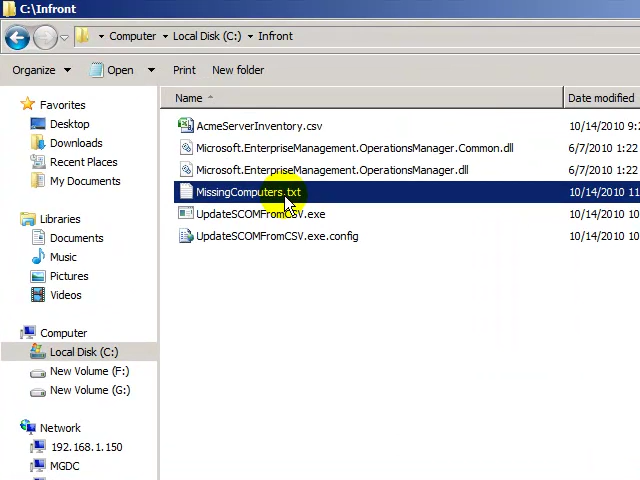 C:\Infront
Computer Local Disk (C:) Infront
Organize Open Print New folder
Name Date modified
Favorites
Desktop
Downloads
Recent Places
My Documents
Libraries
Documents
Music
Pictures
Videos
Computer
Local Disk (C:)
New Volume (F:)
New Volume (G:)
Network
192.168.1.150
MGDC
AcmeServerInventory.csv 10/14/2010 9:2
Microsoft.EnterpriseManagement.OperationsManager.Common.dll 6/7/2010 1:22
Microsoft.EnterpriseManagement.OperationsManager.dll 6/7/2010 1:22
MissingComputers.txt 10/14/2010 11
UpdateSCOMFromCSV.exe 10/14/2010
UpdateSCOMFromCSV.exe.config 10/14/2010